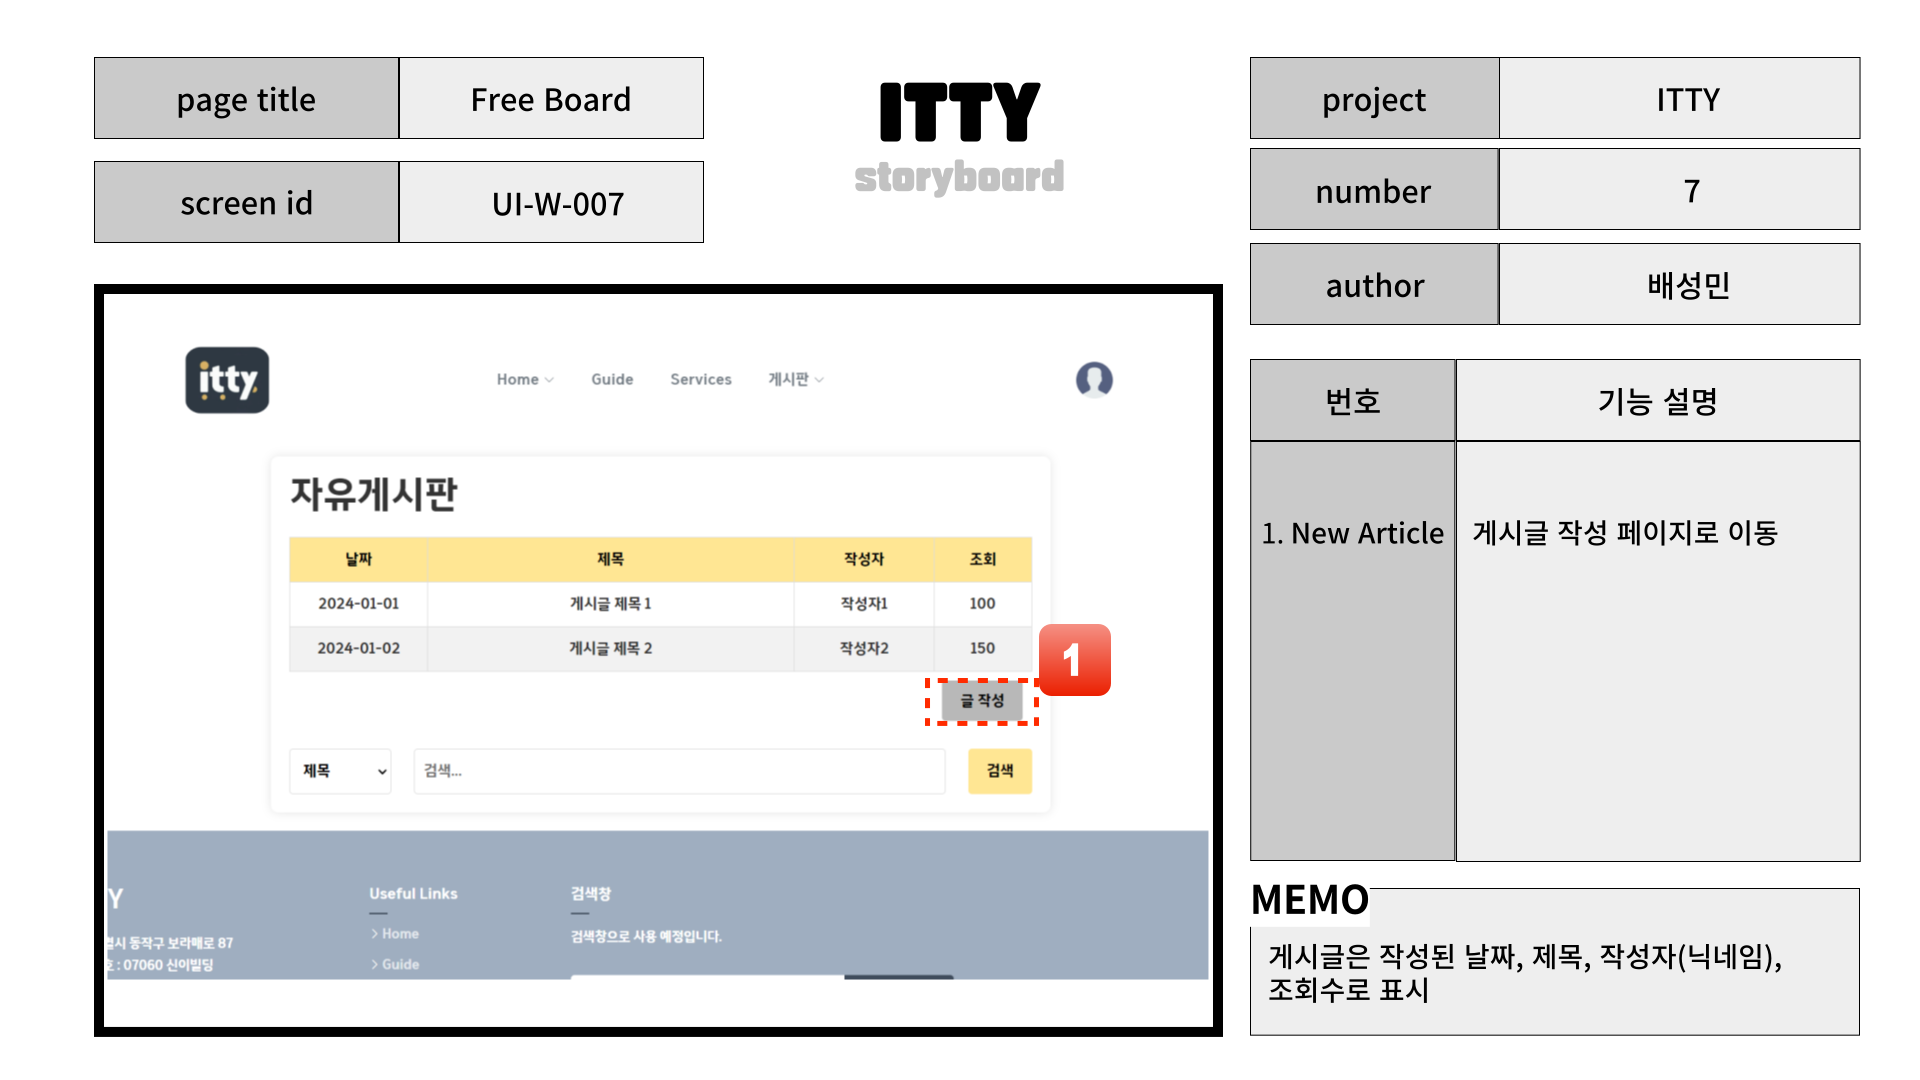 page title
Free Board
screen id
UI-W-007
ITTY
storyboard
project
ITTY
number
7
author
배성민
itty
Home
Guide
Services
게시판
자유게시판
날짜 제목 작성자 조회
2024-01-01 게시글 제목 1 작성자1 100
2024-01-02 게시글 제목 2 작성자2 150
1
글 작성
제목
검색...
검색
Y
시 동작구 보라매로 87
: 07060 신이빌딩
Useful Links
Home
Guide
검색창
검색창으로 사용 예정입니다.
번호
기능 설명
1. New Article
게시글 작성 페이지로 이동
MEMO
게시글은 작성된 날짜, 제목, 작성자(닉네임),
조회수로 표시